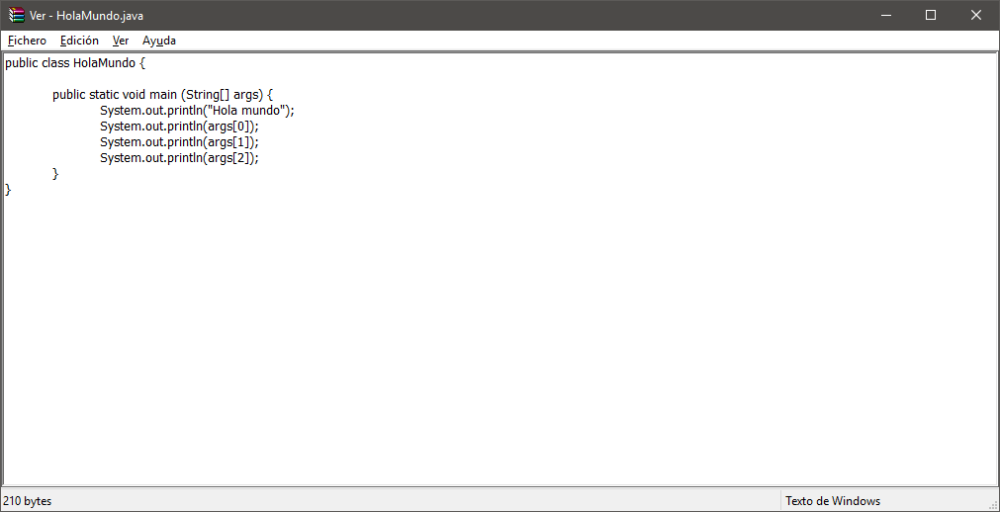 Ver - HolaMundo.java
Fichero Edición Ver Ayuda
public class HolaMundo {
public static void main (String[] args) {
System.out.println("Hola mundo");
System.out.println(args[0]);
System.out.println(args[1]);
System.out.println(args[2]);
}
}
210 bytes Texto de Windows